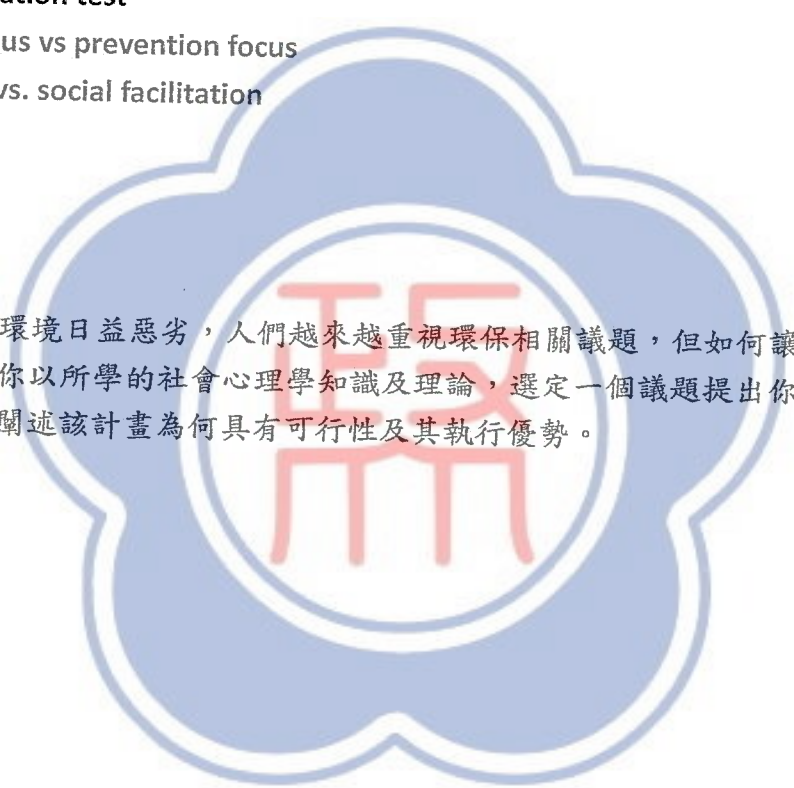 us vs prevention focus
vs. social facilitation
環境日益惡劣,人們越來越重視環保相關議題,但如何讓
你以所學的社會心理學知識及理論,選定一個議題提出你
闡述該計畫為何具有可行性及其執行優勢。
政